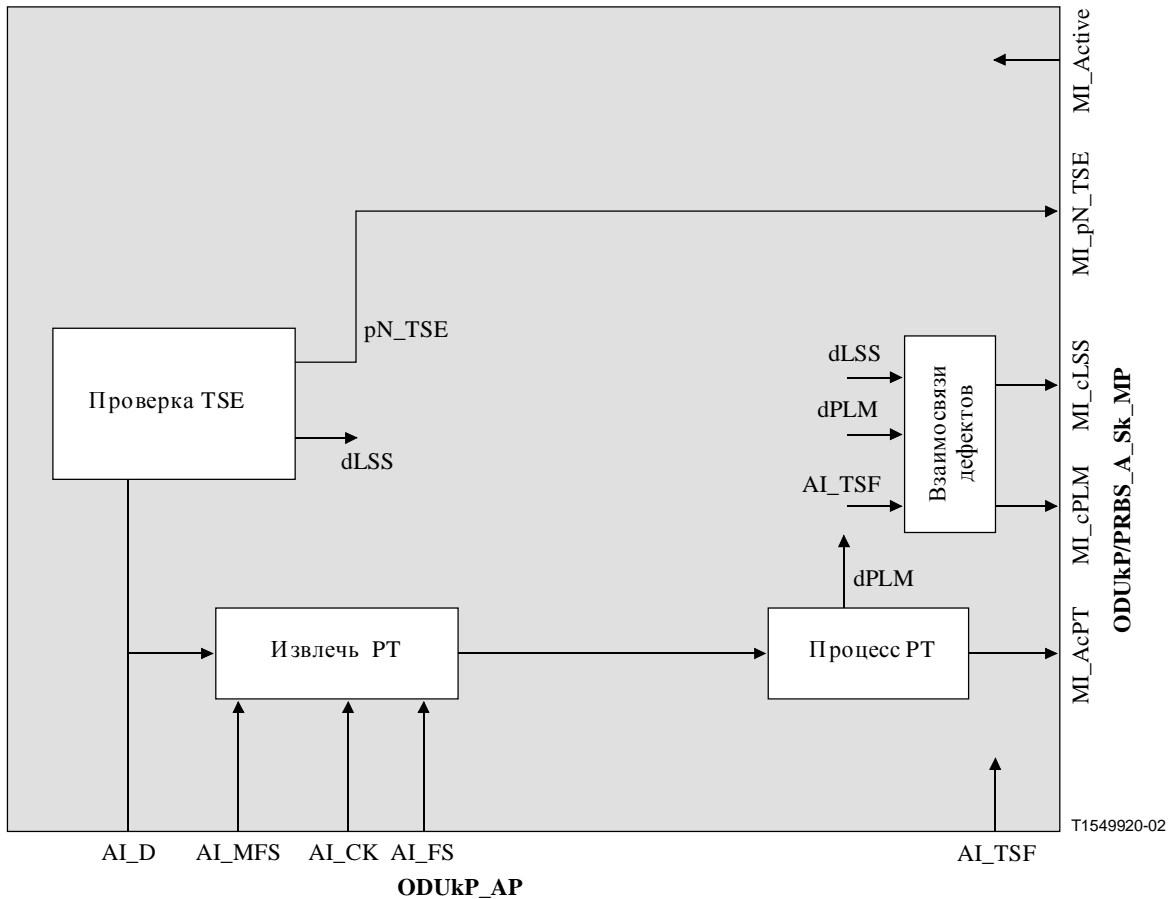 MI_Active
MI_pN_TSE
pN_TSE
Проверка TSE
dLSS
dLSS
dPLM
AI_TSF
Взаимосвязи
дефектов
MI_cLSS
MI_cPLM
ODUkP/PRBS_A_Sk_MP
dPLM
Извлечь PT
Процесс PT
MI_AcPT
T1549920-02
AI_D
AI_MFS
AI_CK
AI_FS
AI_TSF
ODUkP_AP